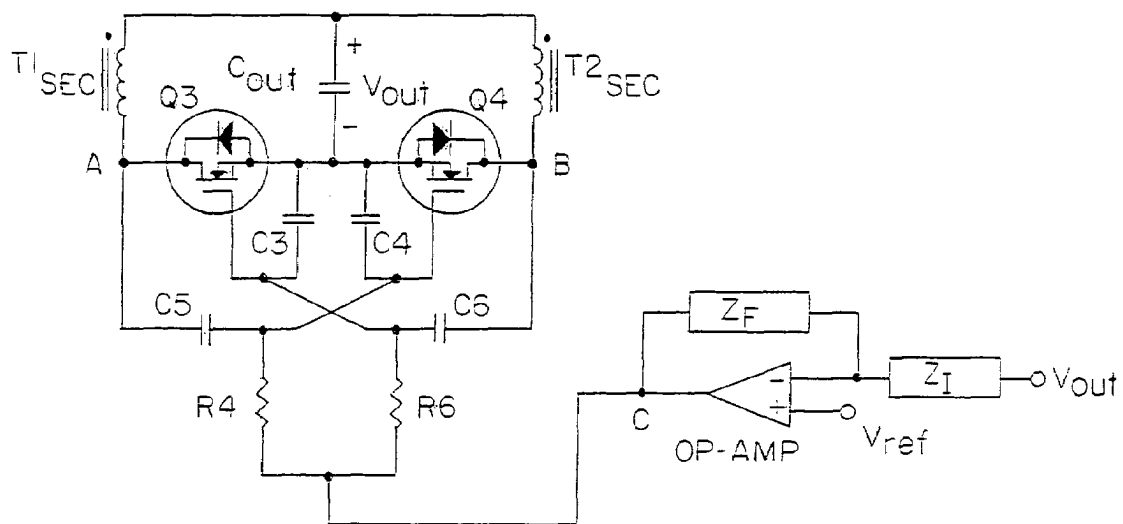 T1SEC
Cout
+
Vout
-
T2SEC
Q3
Q4
A
B
C3
C4
C5
C6
R4
R6
ZF
ZI
Vout
-
+
C
OP-AMP
Vref